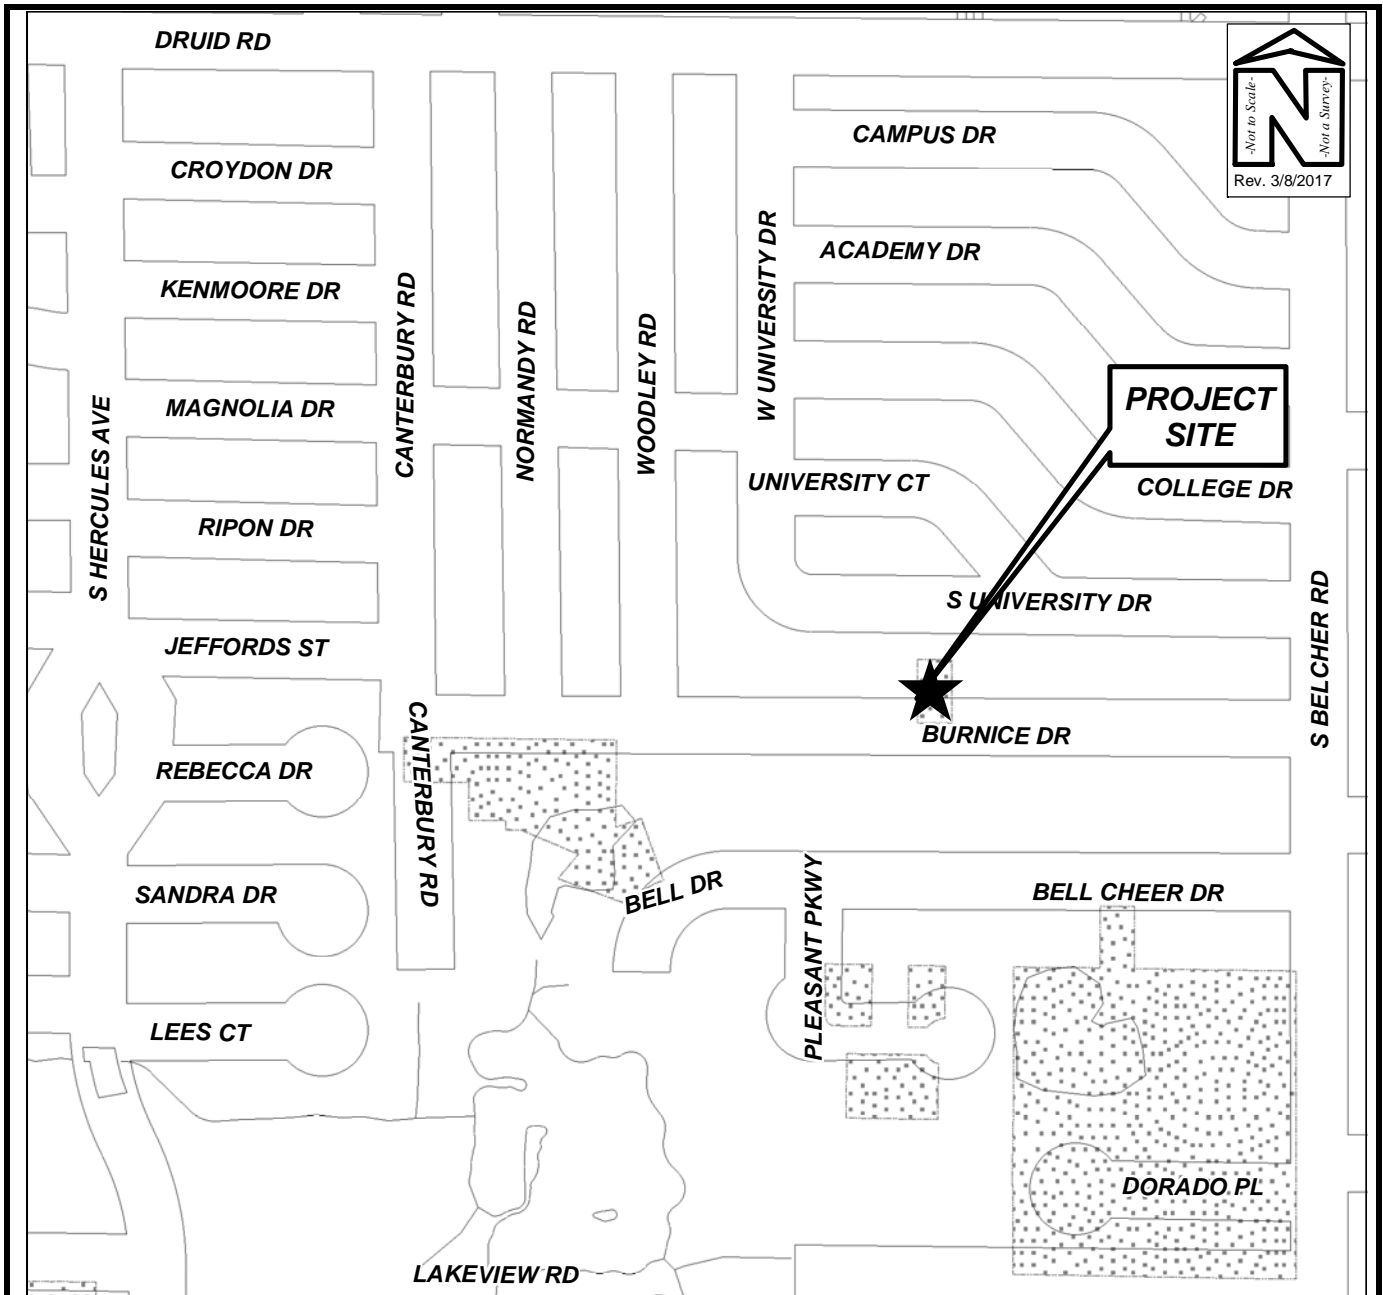 DRUID RD
-Not to Scale-
-Not a Survey-
Rev. 3/8/2017
CAMPUS DR
CROYDON DR
W UNIVERSITY DR
ACADEMY DR
KENMOORE DR
CANTERBURY RD
NORMANDY RD
WOODLEY RD
PROJECT
SITE
MAGNOLIA DR
S HERCULES AVE
UNIVERSITY CT
COLLEGE DR
RIPON DR
S UNIVERSITY DR
S BELCHER RD
JEFFORDS ST
CANTERBURY RD
BURNICE DR
REBECCA DR
SANDRA DR
BELL DR
PLEASANT PKWY
BELL CHEER DR
LEES CT
DORADO PL
LAKEVIEW RD